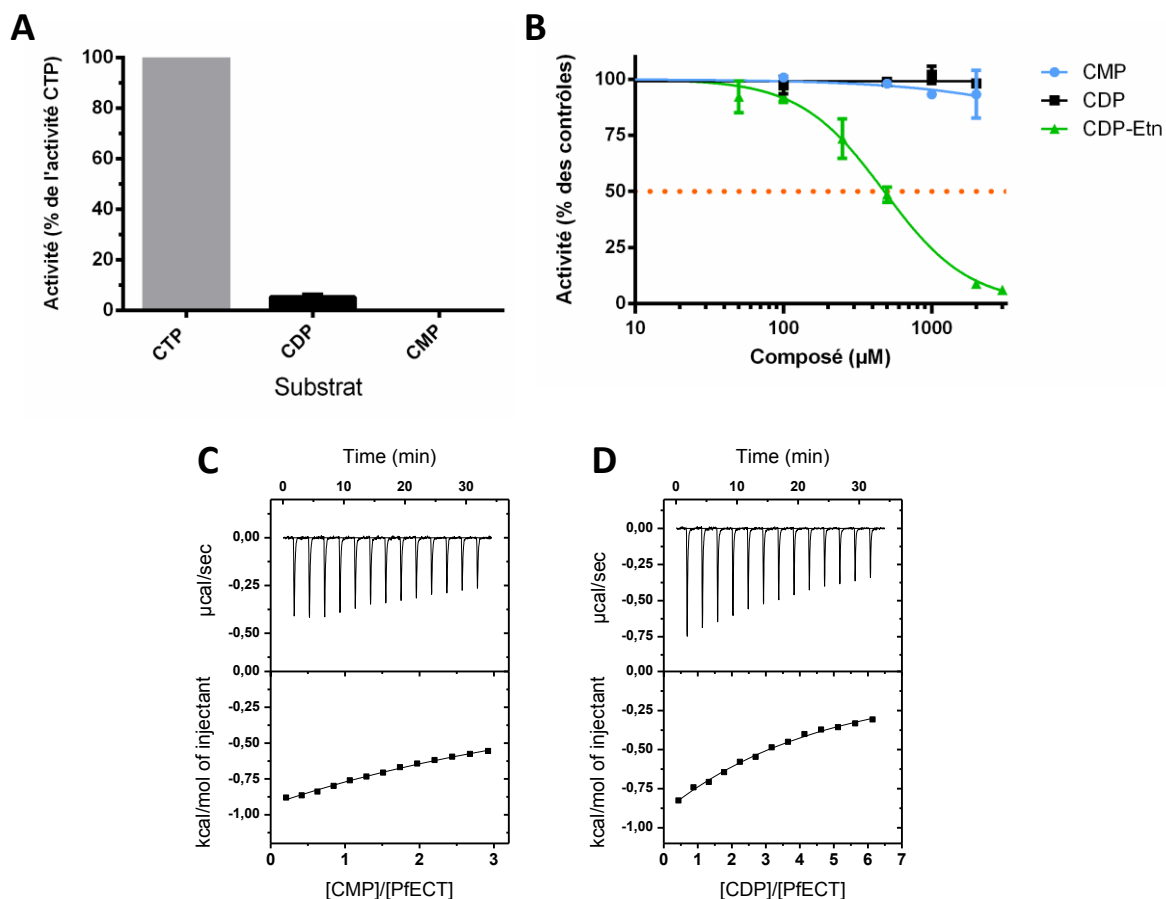 A
Activité (% de l'activité CTP)
100
80
60
40
20
0
CTP
CDP
CMP
Substrat
B
Activité (% des contrôles)
100
75
50
25
0
10
100
1000
Composé (µM)
CMP
CDP
CDP-Etn
C
Time (min)
0 10 20 30
µcal/sec
0,00
-0,25
-0,50
0,00
kcal/mol of injectant
-0,25
-0,50
-0,75
-1,00
0 1 2 3
[CMP]/[PfECT]
D
Time (min)
0 10 20 30
µcal/sec
0,00
-0,25
-0,50
-0,75
0,00
kcal/mol of injectant
-0,25
-0,50
-0,75
-1,00
0 1 2 3 4 5 6 7
[CDP]/[PfECT]